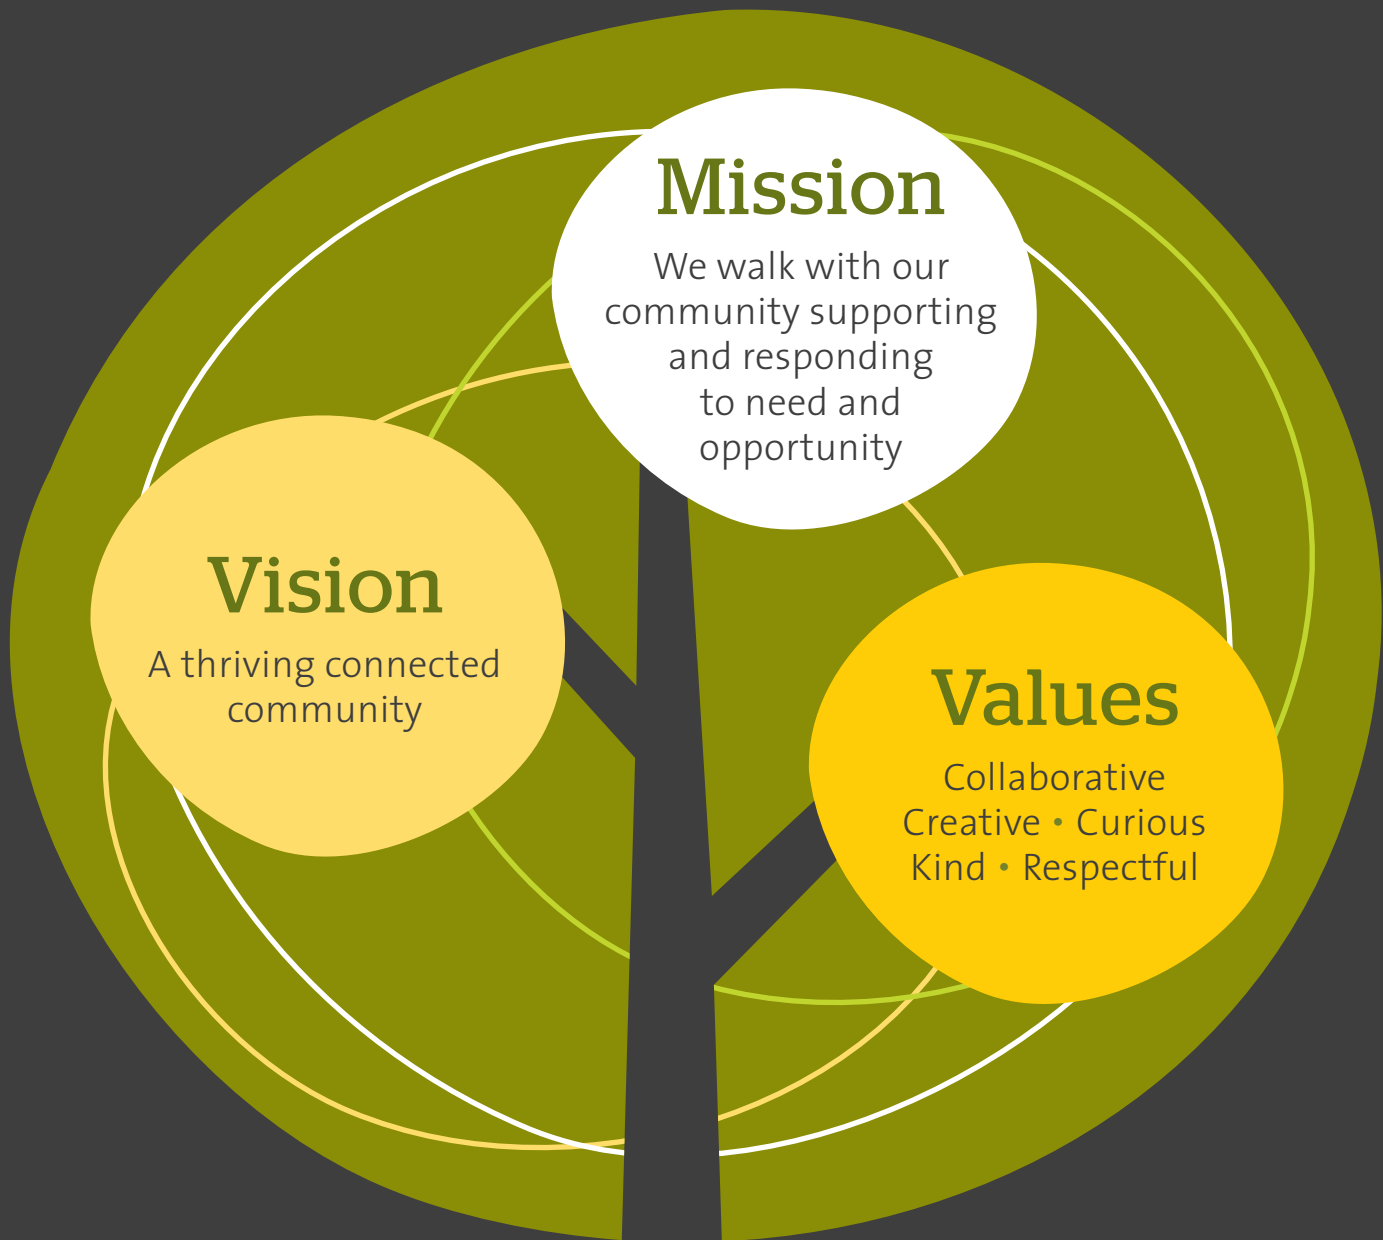 Mission
We walk with our
community supporting
and responding
to need and
opportunity
Vision
A thriving connected
community
Values
Collaborative
Creative • Curious
Kind • Respectful